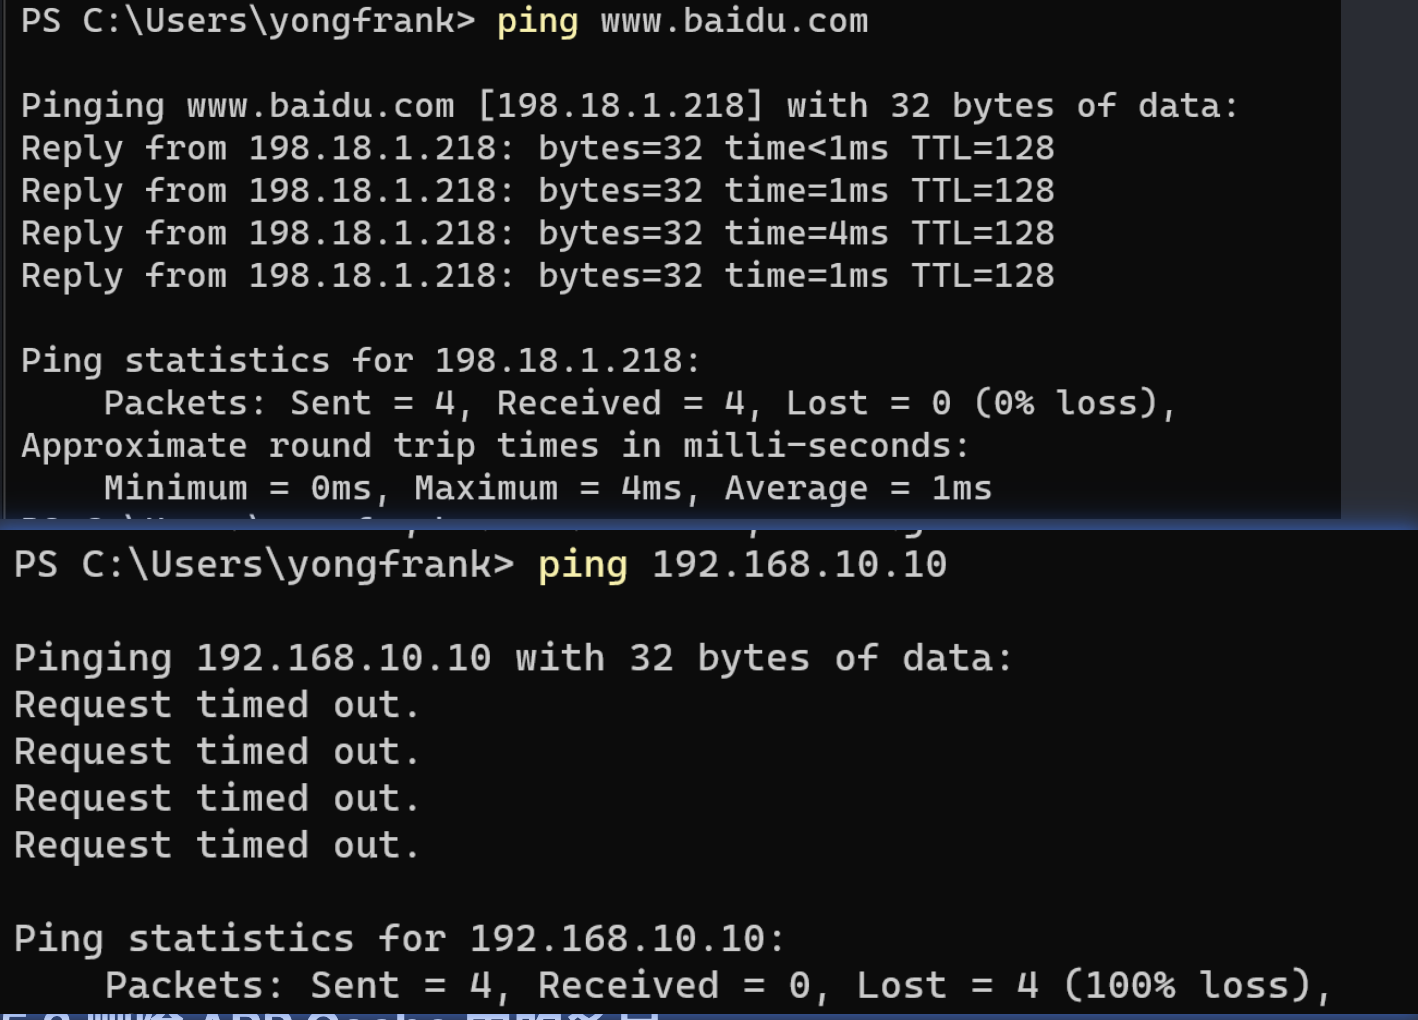 PS C:\Users\yongfrank> ping www.baidu.com
Pinging www.baidu.com [198.18.1.218] with 32 bytes of data:
Reply from 198.18.1.218: bytes=32 time<1ms TTL=128
Reply from 198.18.1.218: bytes=32 time=1ms TTL=128
Reply from 198.18.1.218: bytes=32 time=4ms TTL=128
Reply from 198.18.1.218: bytes=32 time=1ms TTL=128
Ping statistics for 198.18.1.218:
Packets: Sent = 4, Received = 4, Lost = 0 (0% loss),
Approximate round trip times in milli-seconds:
Minimum = 0ms, Maximum = 4ms, Average = 1ms
PS C:\Users\yongfrank> ping 192.168.10.10
Pinging 192.168.10.10 with 32 bytes of data:
Request timed out.
Request timed out.
Request timed out.
Request timed out.
Ping statistics for 192.168.10.10:
Packets: Sent = 4, Received = 0, Lost = 4 (100% loss),